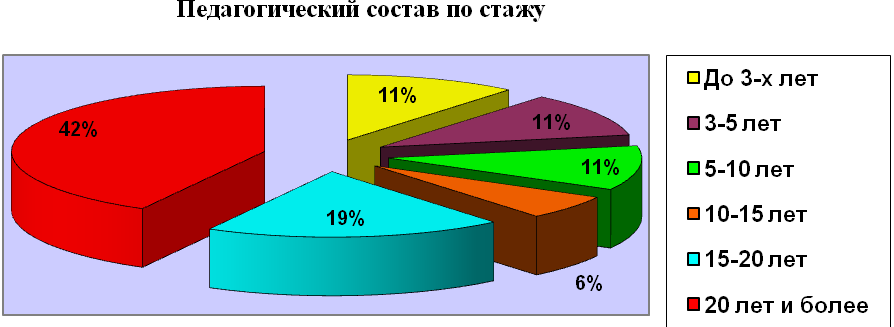 Педагогический состав по стажу
11%
11%
11%
6%
19%
42%
До 3-х лет
3-5 лет
5-10 лет
10-15 лет
15-20 лет
20 лет и более